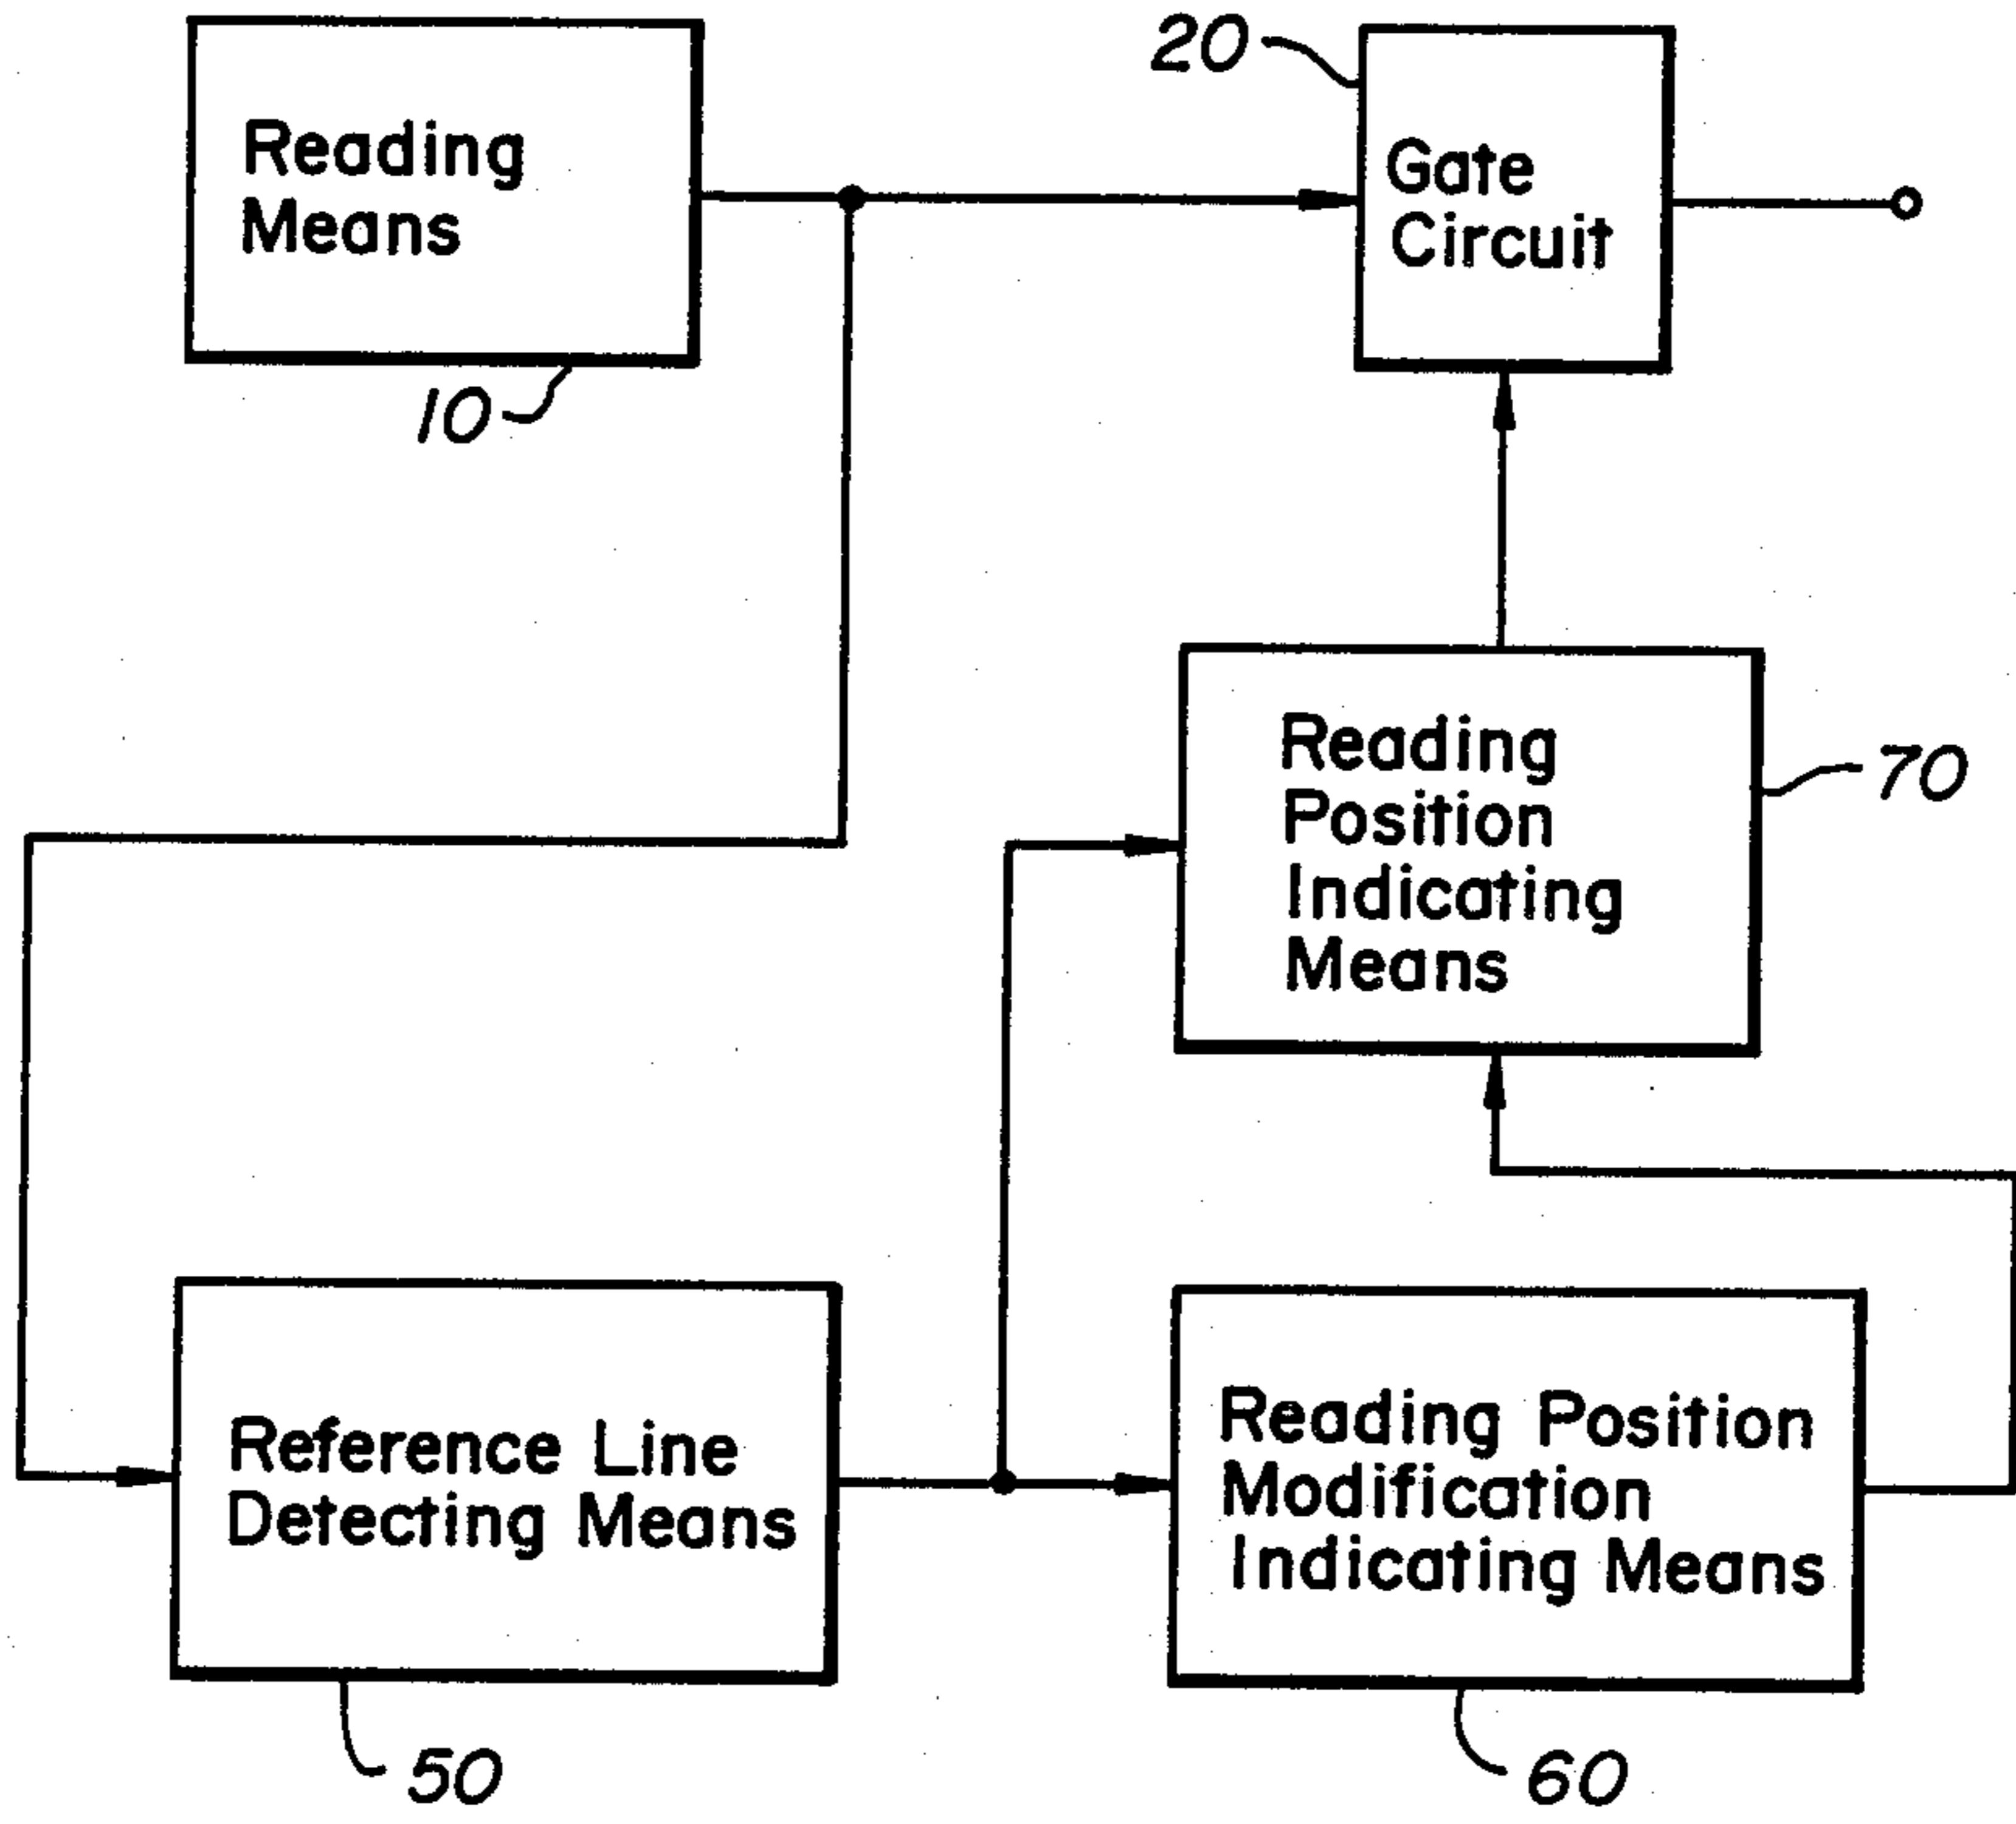 Reading
Means
10
20
Gate
Circuit
Reading
Position
Indicating
Means
70
Reference Line
Detecting Means
50
Reading Position
Modification
Indicating Means
60